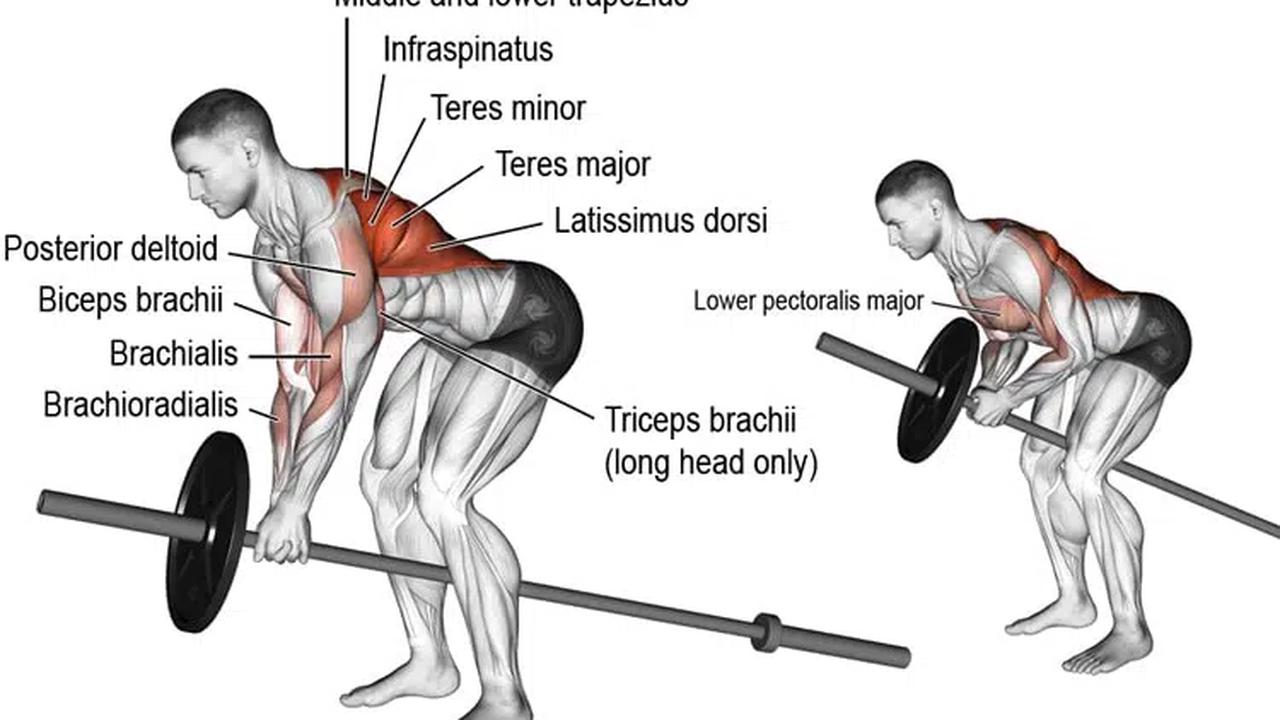 Middle and lower trapezius
Infraspinatus
Teres minor
Teres major
Latissimus dorsi
Posterior deltoid
Biceps brachii
Brachialis
Brachioradialis
Triceps brachii
(long head only)
Lower pectoralis major